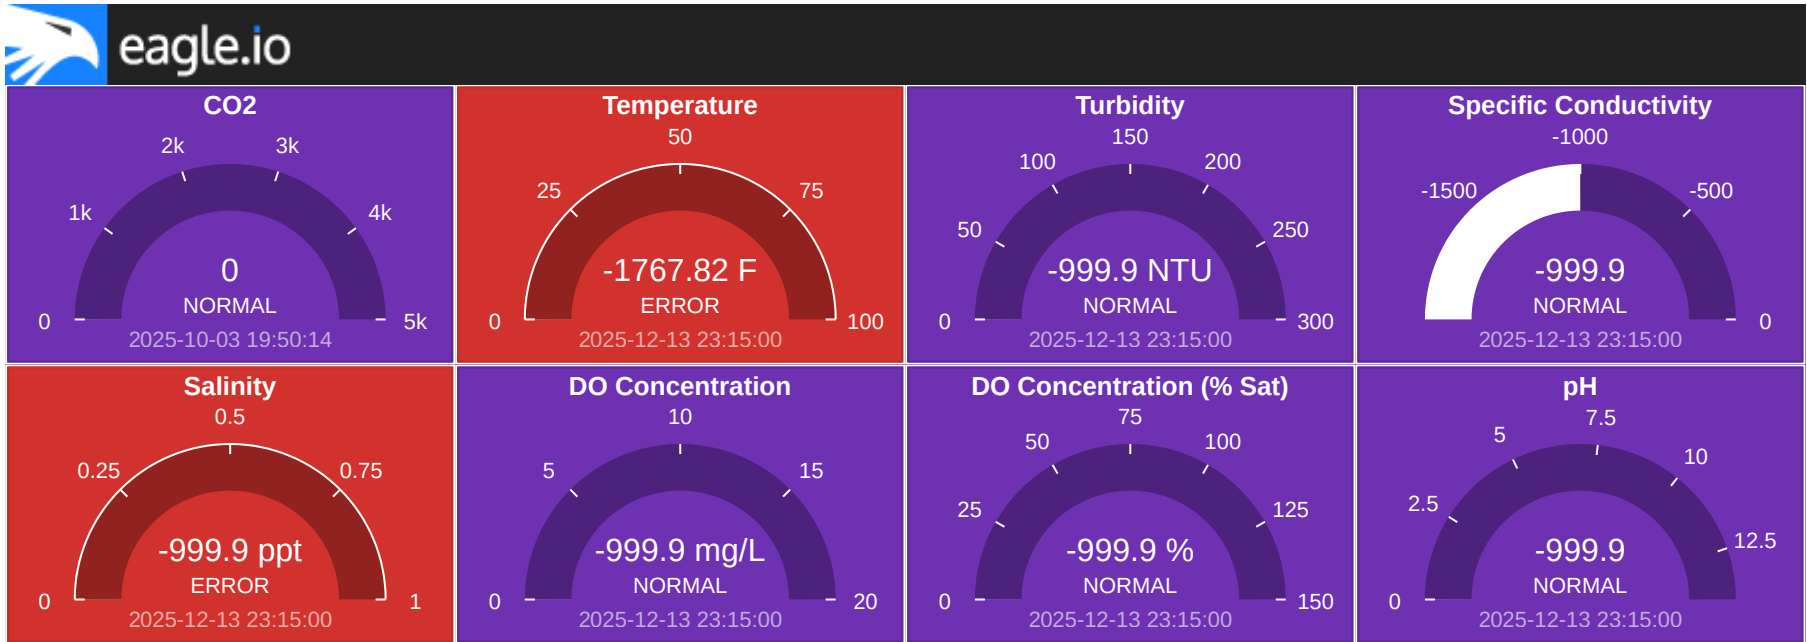 eagle.io
CO2
2k
3k
1k
4k
0
NORMAL
0
5k
2025-10-03 19:50:14
Temperature
50
25
75
-1767.82 F
ERROR
0
100
2025-12-13 23:15:00
Turbidity
150
100
200
50
250
-999.9 NTU
NORMAL
0
300
2025-12-13 23:15:00
Specific Conductivity
-1000
-1500
-500
-999.9
NORMAL
0
2025-12-13 23:15:00
Salinity
0.5
0.25
0.75
-999.9 ppt
ERROR
0
1
2025-12-13 23:15:00
DO Concentration
10
5
15
-999.9 mg/L
NORMAL
0
20
2025-12-13 23:15:00
DO Concentration (% Sat)
75
50
100
25
125
-999.9 %
NORMAL
0
150
2025-12-13 23:15:00
pH
7.5
5
10
2.5
12.5
-999.9
NORMAL
0
2025-12-13 23:15:00